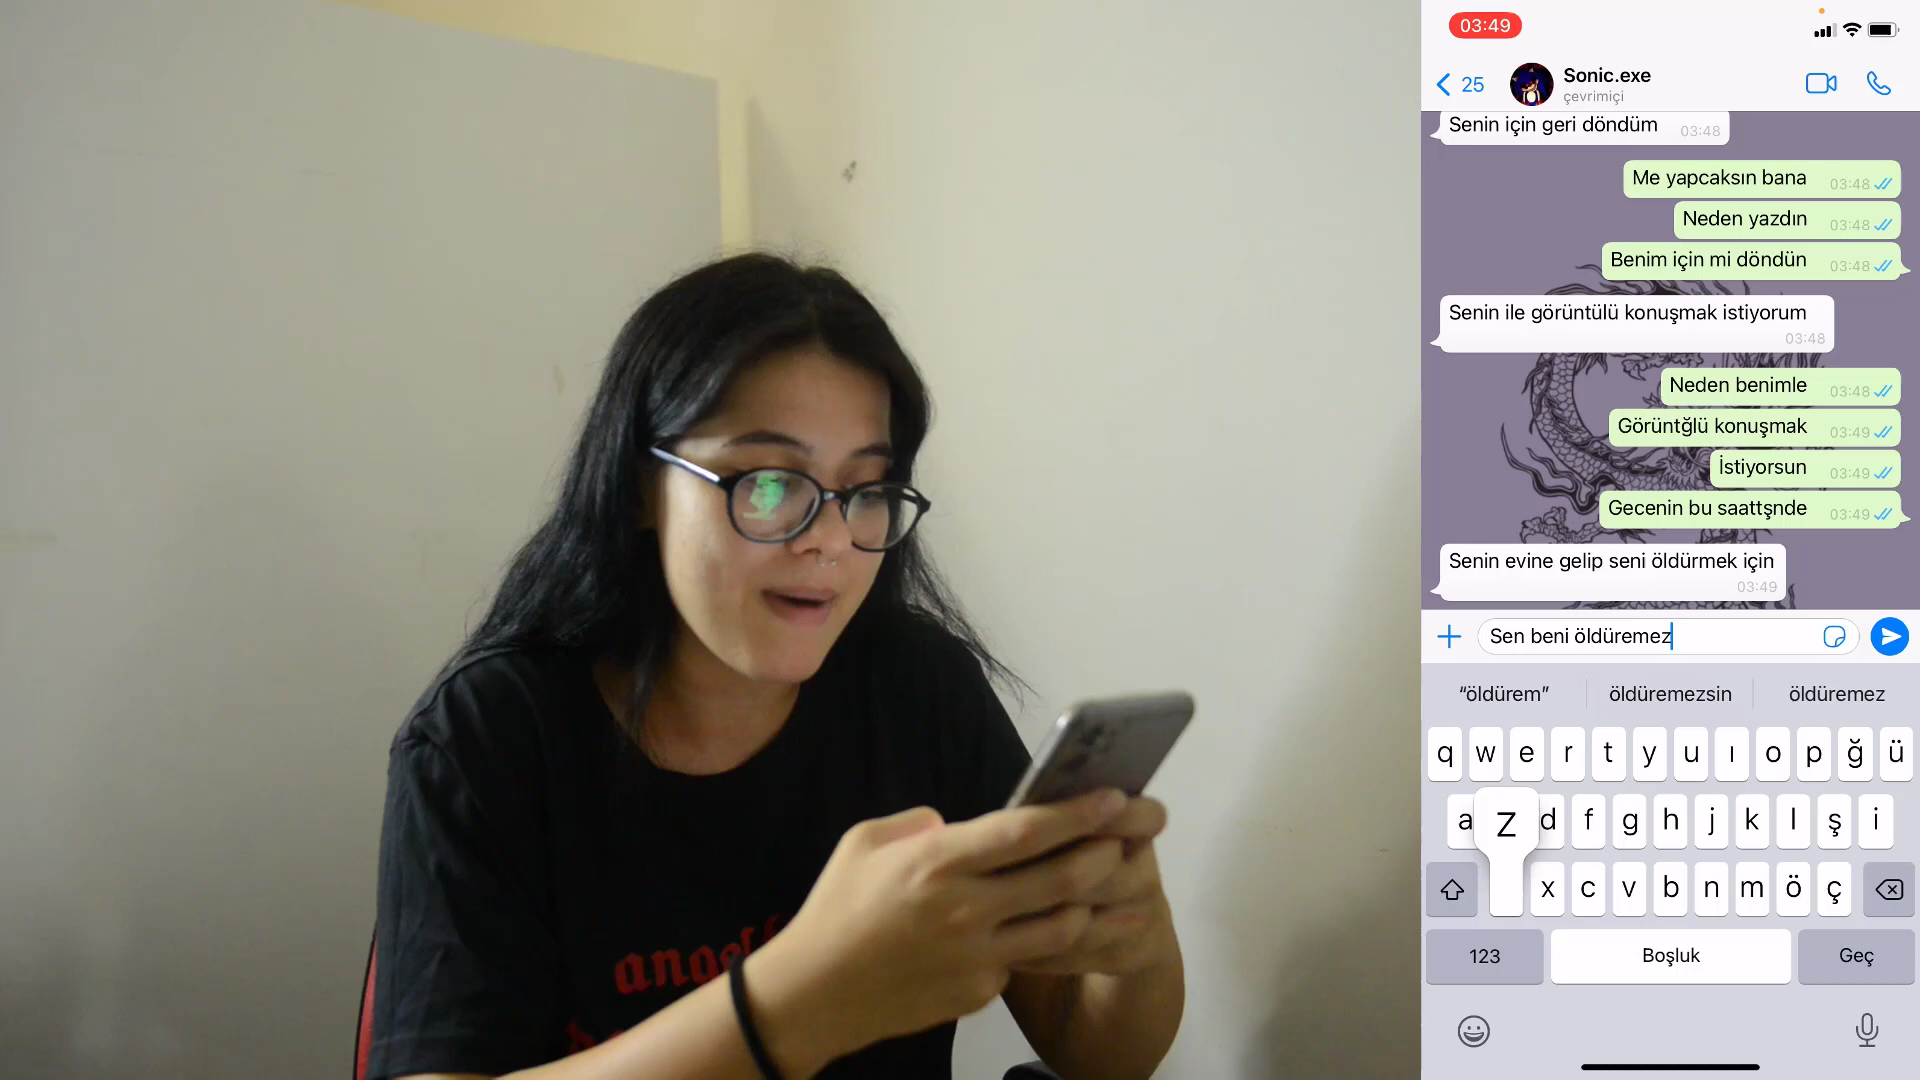 03:49
25
Sonic.exe
çevrimiçi
Senin için geri döndüm 03:48
Me yapcaksın bana 03:48
Neden yazdın 03:48
Benim için mi döndün 03:48
Senin ile görüntülü konuşmak istiyorum
03:48
Neden benimle 03:48
Görüntğlü konuşmak 03:49
İstiyorsun 03:49
Gecenin bu saattşnde 03:49
Senin evine gelip seni öldürmek için
03:49
Sen beni öldüremez
“öldürem” öldüremezsin öldüremez
q w e r t y u ı o p ğ ü
a Z d f g h j k l ş i
x c v b n m ö ç
123 Boşluk Geç